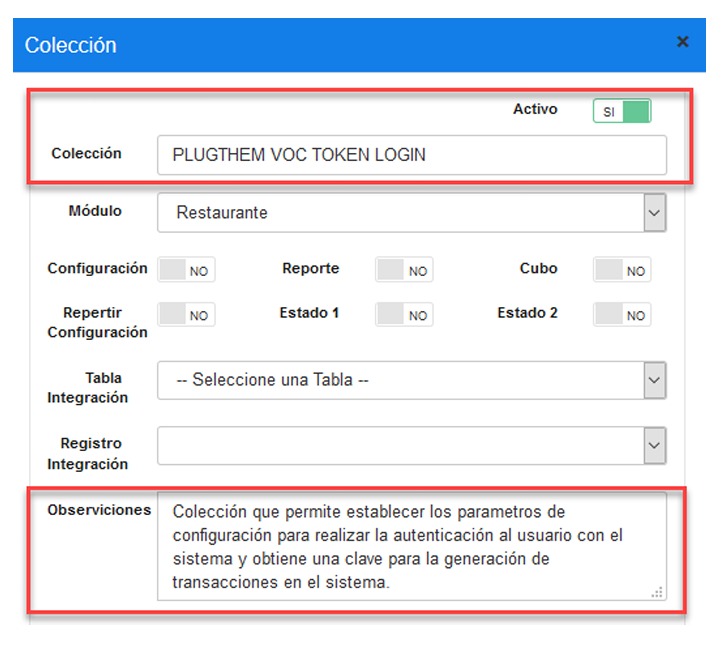 Colección ×
Activo SI
Colección PLUGTHEM VOC TOKEN LOGIN
Módulo Restaurante
Configuración NO Reporte NO Cubo NO
Repertir Configuración NO Estado 1 NO Estado 2 NO
Tabla Integración -- Seleccione una Tabla --
Registro Integración
Observiciones Colección que permite establecer los parametros de
configuración para realizar la autenticación al usuario con el
sistema y obtiene una clave para la generación de
transacciones en el sistema.